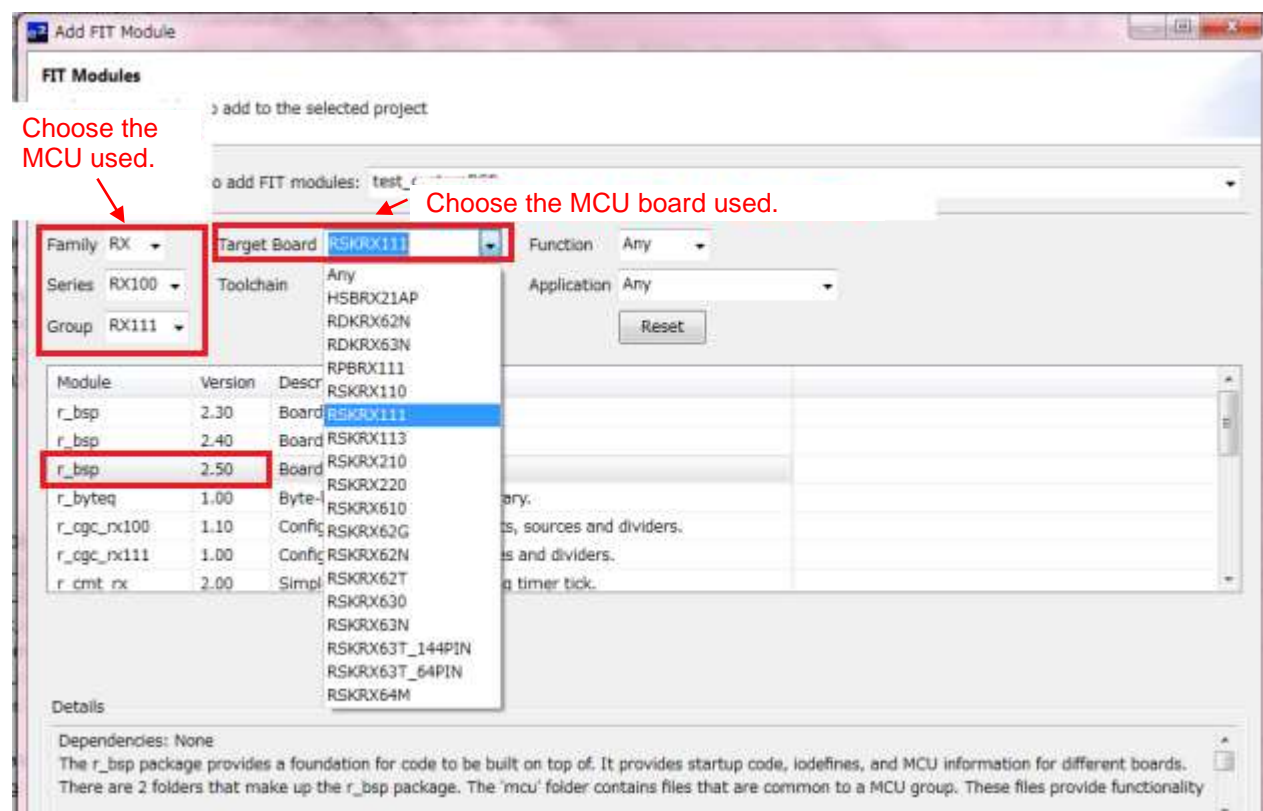 Add FIT Module
FIT Modules
add to the selected project
Choose the
MCU used.
o add FIT modules: test_
Choose the MCU board used.
Family RX Target Board RSKRX111 Function Any
Series RX100 Toolchain Application Any
Group RX111 Reset
Any
HSBRX21AP
RDKRX62N
RDKRX63N
RPBRX111
RSKRX110
RSKRX111
RSKRX113
RSKRX210
RSKRX220
RSKRX610
RSKRX62G
RSKRX62N
RSKRX62T
RSKRX630
RSKRX63N
RSKRX63T_144PIN
RSKRX63T_64PIN
RSKRX64M
Module Version Descr
r_bsp 2.30 Board
r_bsp 2.40 Board
r_bsp 2.50 Board
r_byteq 1.00 Byte- ary.
r_cgc_rx100 1.10 Config ts, sources and dividers.
r_cgc_rx111 1.00 Config es and dividers.
r_cmt_rx 2.00 Simpl g timer tick.
Details
Dependencies: None
The r_bsp package provides a foundation for code to be built on top of. It provides startup code, iodefines, and MCU information for different boards.
There are 2 folders that make up the r_bsp package. The 'mcu' folder contains files that are common to a MCU group. These files provide functionality